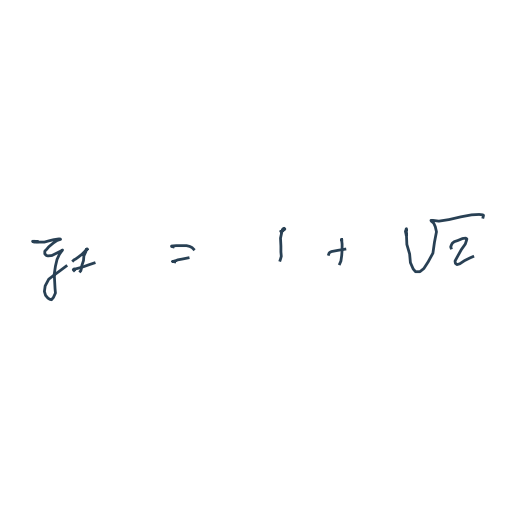 z₁ = 1 + √2